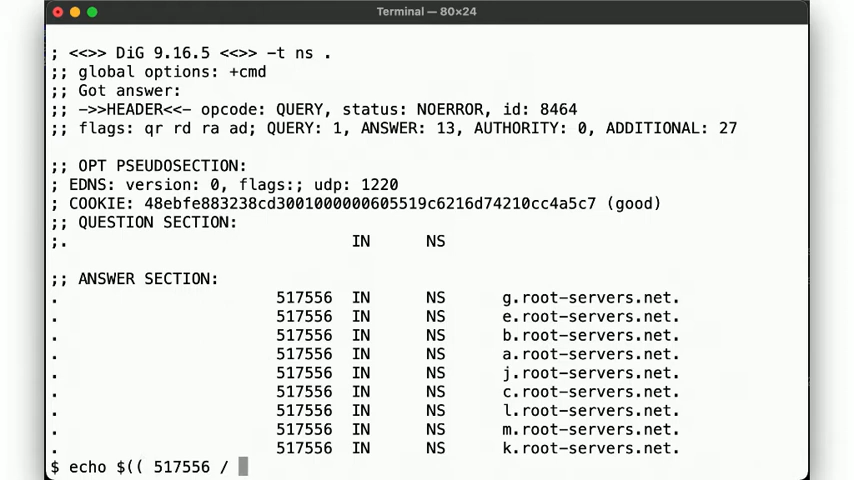 Terminal — 80×24
; <<>> DiG 9.16.5 <<>> -t ns .
;; global options: +cmd
;; Got answer:
;; ->>HEADER<<- opcode: QUERY, status: NOERROR, id: 8464
;; flags: qr rd ra ad; QUERY: 1, ANSWER: 13, AUTHORITY: 0, ADDITIONAL: 27
;; OPT PSEUDOSECTION:
; EDNS: version: 0, flags:; udp: 1220
; COOKIE: 48ebfe883238cd3001000000605519c6216d74210cc4a5c7 (good)
;; QUESTION SECTION:
;. IN NS
;; ANSWER SECTION:
. 517556 IN NS g.root-servers.net.
. 517556 IN NS e.root-servers.net.
. 517556 IN NS b.root-servers.net.
. 517556 IN NS a.root-servers.net.
. 517556 IN NS j.root-servers.net.
. 517556 IN NS c.root-servers.net.
. 517556 IN NS l.root-servers.net.
. 517556 IN NS m.root-servers.net.
. 517556 IN NS k.root-servers.net.
$ echo $(( 517556 /